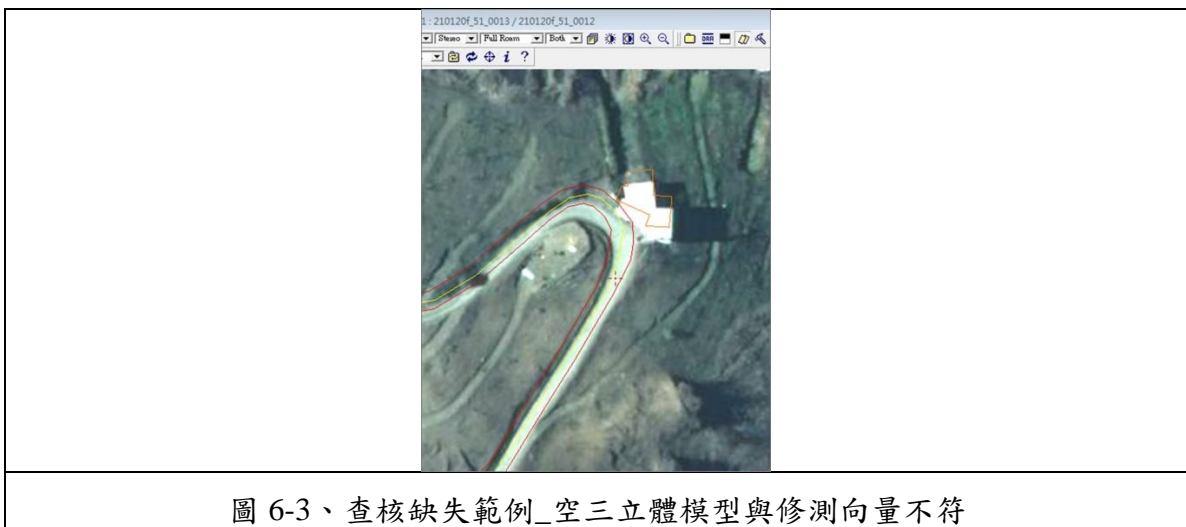 1 : 210120f_51_0013 / 210120f_51_0012
Stereo Full Roam Both DRA
i ?
圖 6-3、查核缺失範例_空三立體模型與修測向量不符